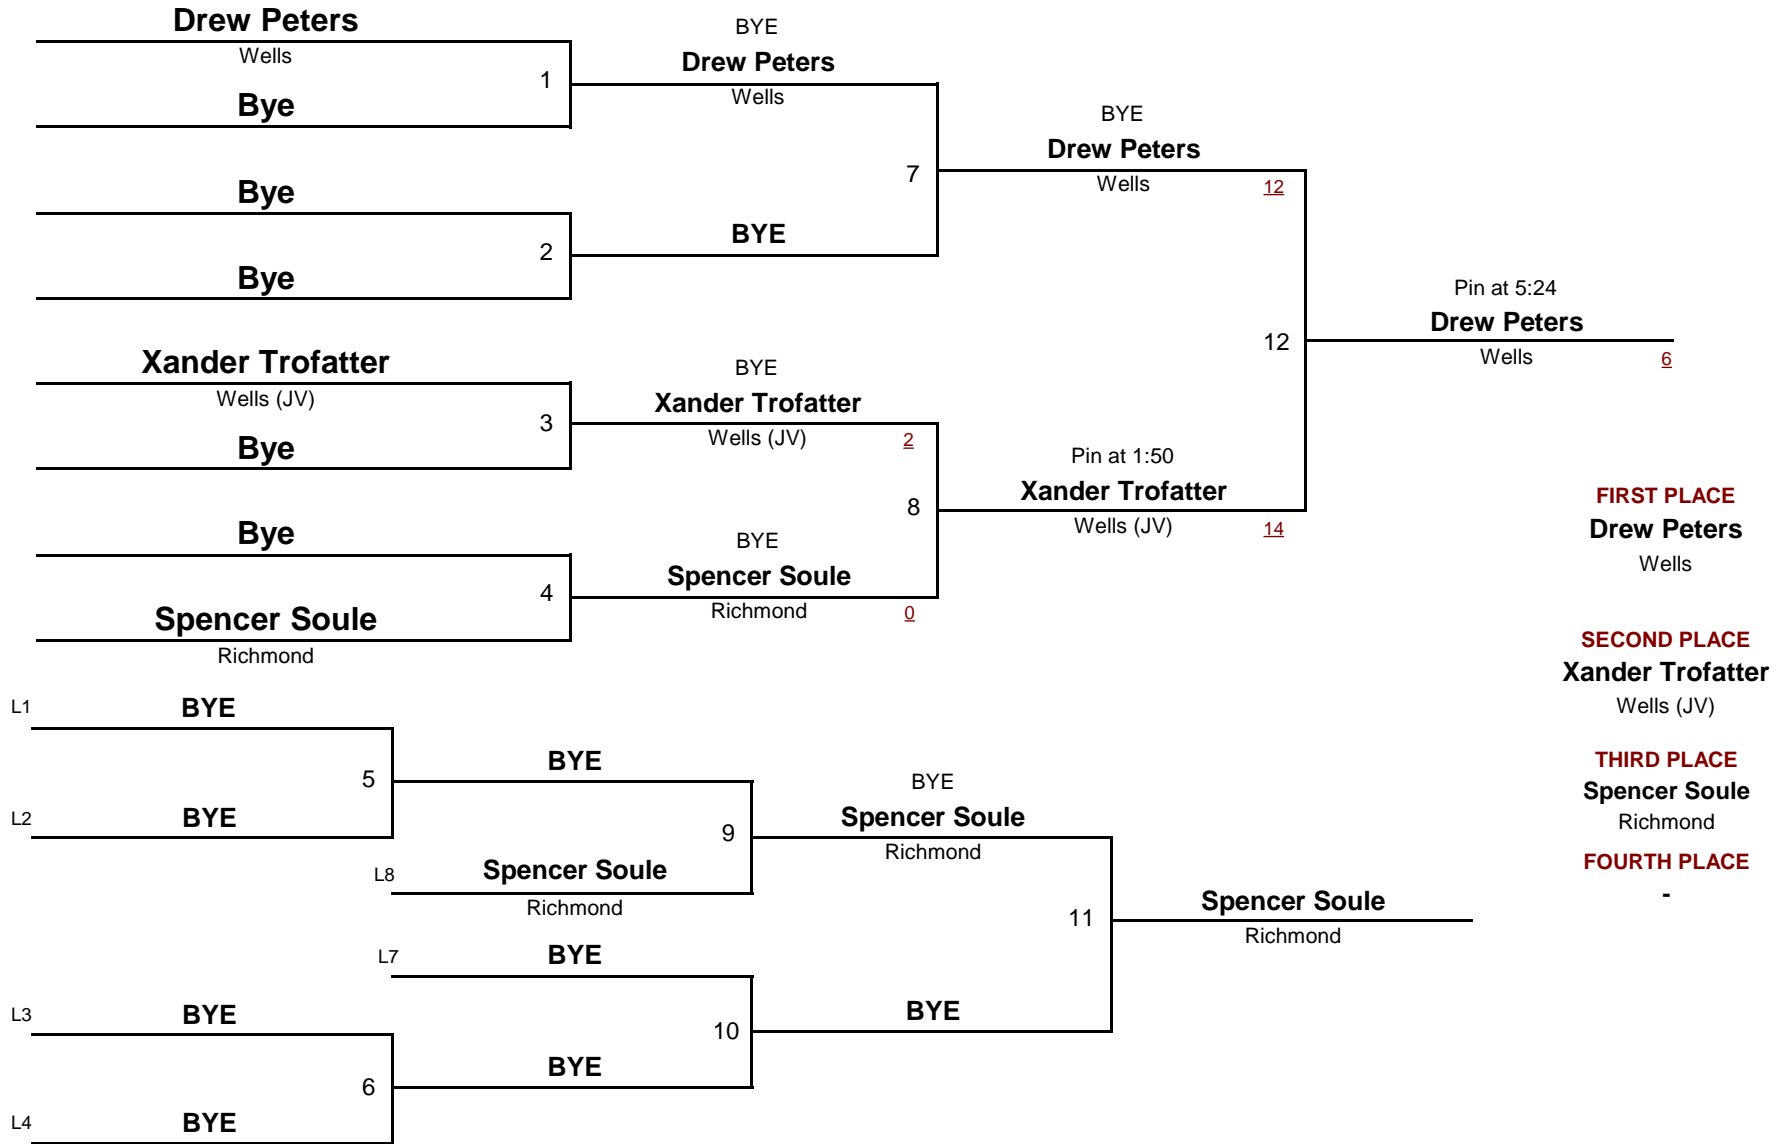 Drew Peters
Wells
1
Bye
BYE
Drew Peters
Wells
Bye
2
Bye
BYE
7
BYE
Drew Peters
Wells 12
Xander Trofatter
Wells (JV)
3
Bye
BYE
Xander Trofatter
Wells (JV) 2
Bye
4
Spencer Soule
Richmond
BYE
Spencer Soule
Richmond 0
8
Pin at 1:50
Xander Trofatter
Wells (JV) 14
12
Pin at 5:24
Drew Peters
Wells 6
FIRST PLACE
Drew Peters
Wells
SECOND PLACE
Xander Trofatter
Wells (JV)
THIRD PLACE
Spencer Soule
Richmond
FOURTH PLACE
-
L1 BYE
5
L2 BYE
BYE
9
L8 Spencer Soule
Richmond
BYE
Spencer Soule
Richmond
11
L7 BYE
10
BYE
BYE
L3 BYE
6
L4 BYE
Spencer Soule
Richmond